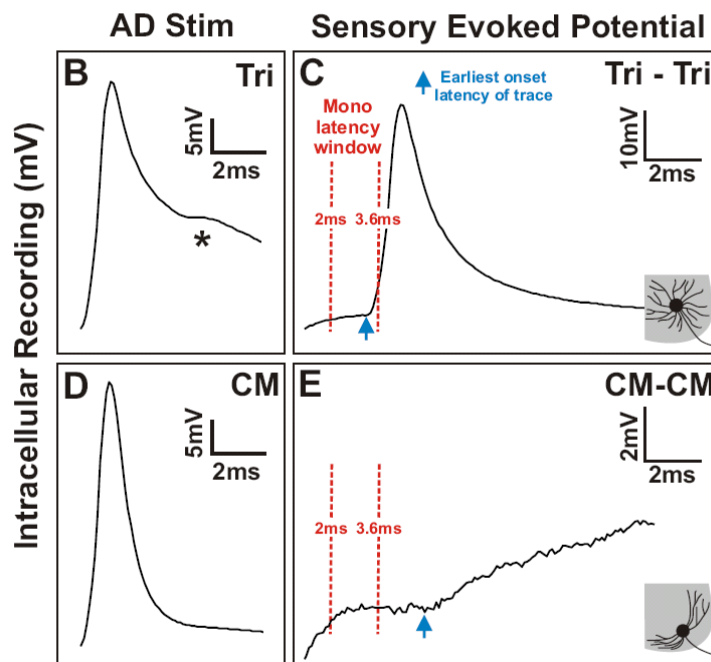 AD Stim
Sensory Evoked Potential
Intracellular Recording (mV)
B
Tri
5mV
2ms
*
C
Earliest onset
latency of trace
Tri - Tri
Mono
latency
window
2ms
3.6ms
10mV
2ms
D
CM
5mV
2ms
E
CM-CM
2ms
3.6ms
2mV
2ms